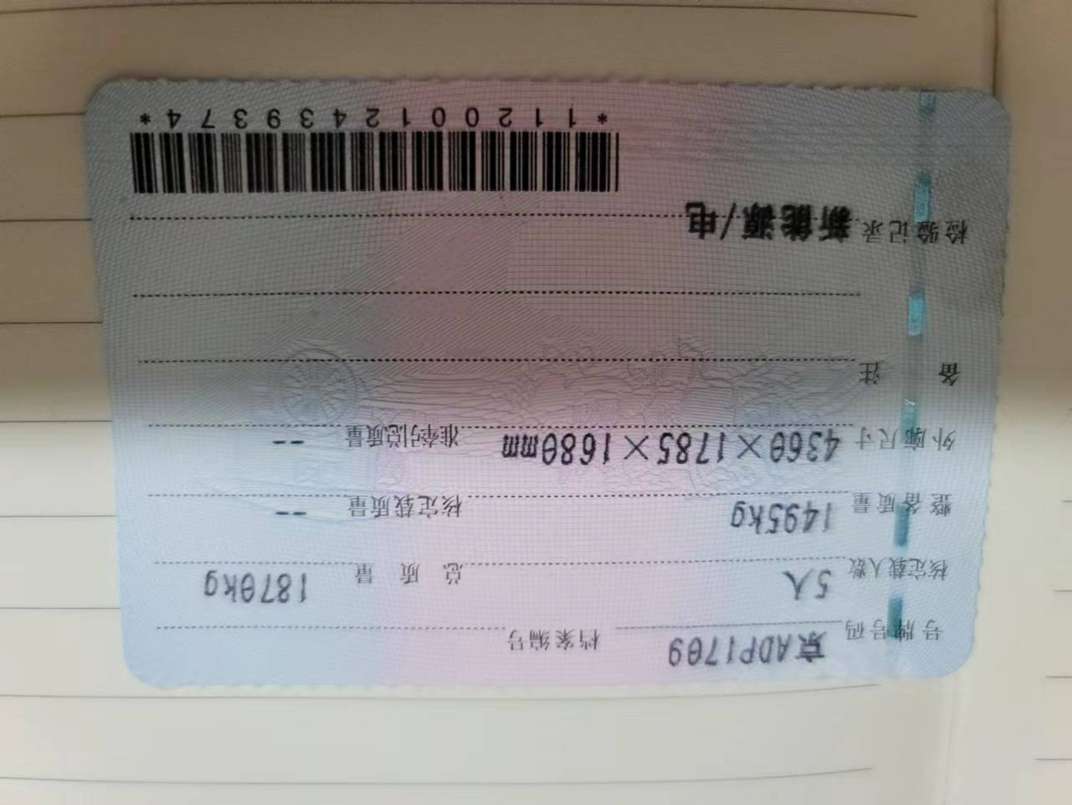 号牌号码 京ADP1709 档案编号
核定载人数 5人 总质量 1870kg
整备质量 1495kg 核定载质量 --
外廓尺寸 4360×1785×1680mm 准牵引总质量 --
备注
检验记录 新能源/电
*1120012439374*